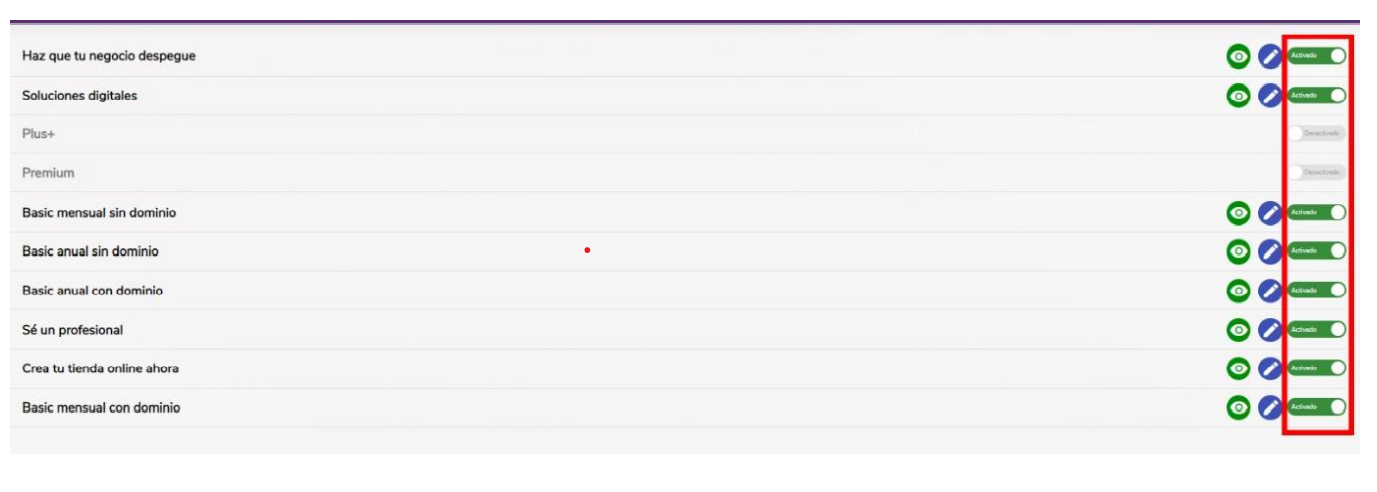 Haz que tu negocio despegue
Activado
Soluciones digitales
Activado
Plus+
Desactivado
Premium
Desactivado
Basic mensual sin dominio
Activado
Basic anual sin dominio
Activado
Basic anual con dominio
Activado
Sé un profesional
Activado
Crea tu tienda online ahora
Activado
Basic mensual con dominio
Activado